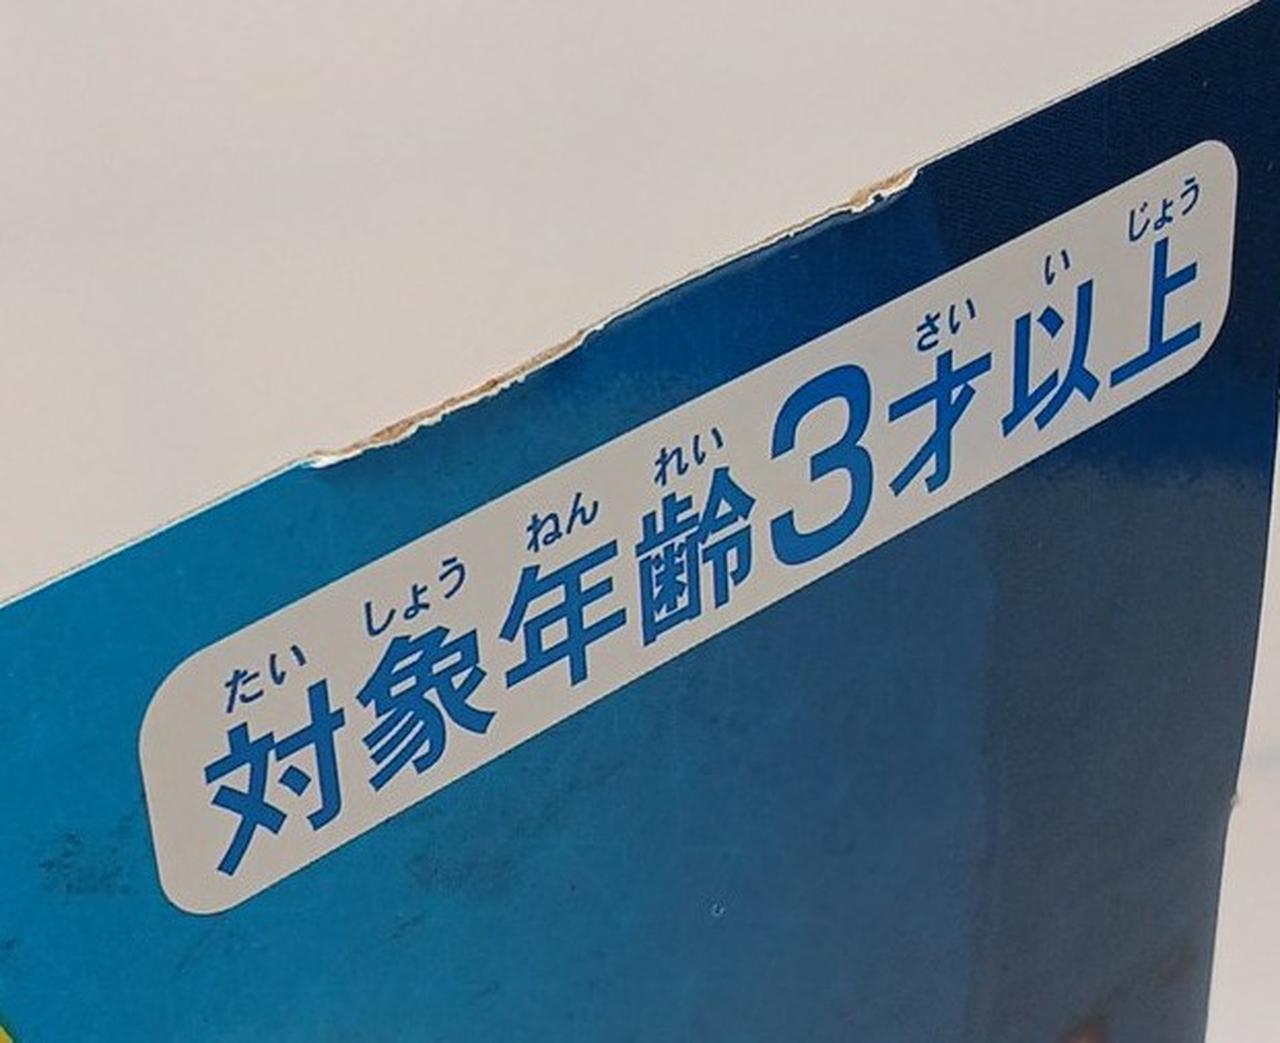 たい しょう ねん れい さい い じょう
対象年齢3才以上